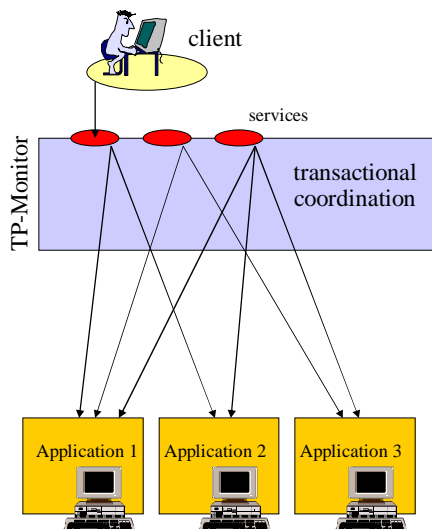 client
services
TP-Monitor
transactional
coordination
Application 1
Application 2
Application 3